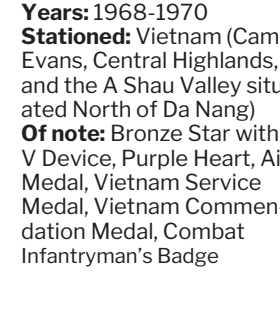 Years: 1968-1970
Stationed: Vietnam (Cam
Evans, Central Highlands,
and the A Shau Valley situ
ated North of Da Nang)
Of note: Bronze Star with
V Device, Purple Heart, Ai
Medal, Vietnam Service
Medal, Vietnam Commen-
dation Medal, Combat
Infantryman’s Badge